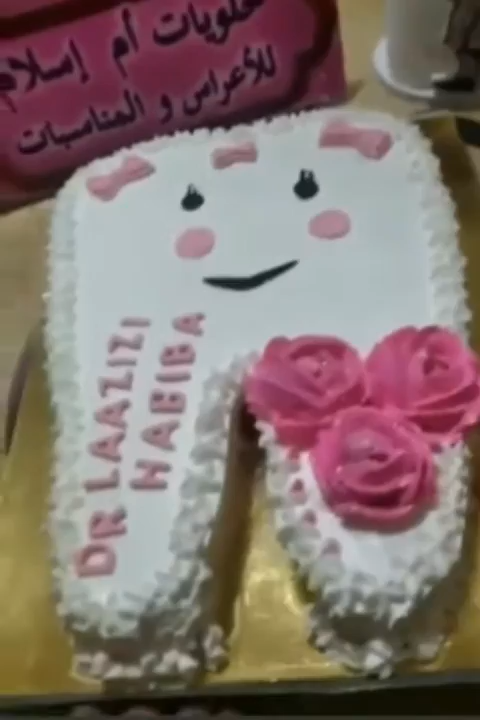 حلويات أم إسلام
للأعراس و المناسبات
DR LAAZIZI
HABIBA